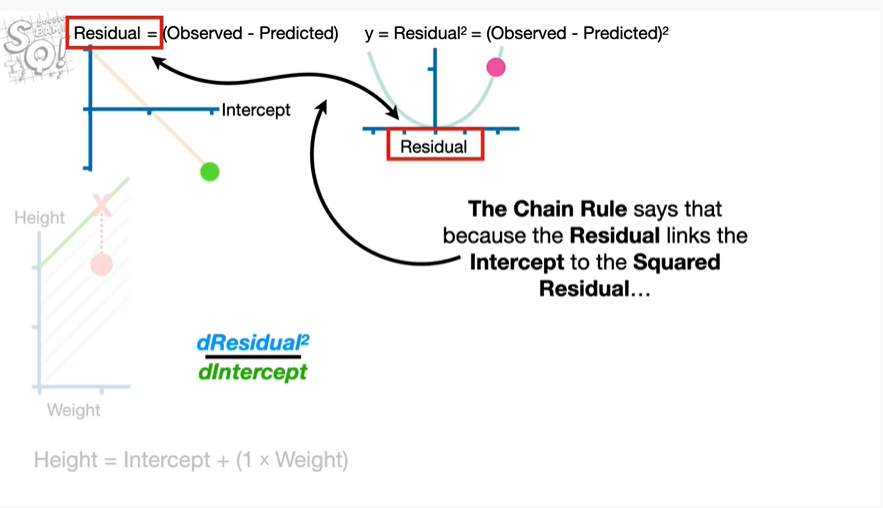 Residual = (Observed - Predicted)
y = Residual² = (Observed - Predicted)²
Intercept
Residual
The Chain Rule says that
because the Residual links the
Intercept to the Squared
Residual…
Height
dResidual²
dIntercept
Weight
Height = Intercept + (1 × Weight)